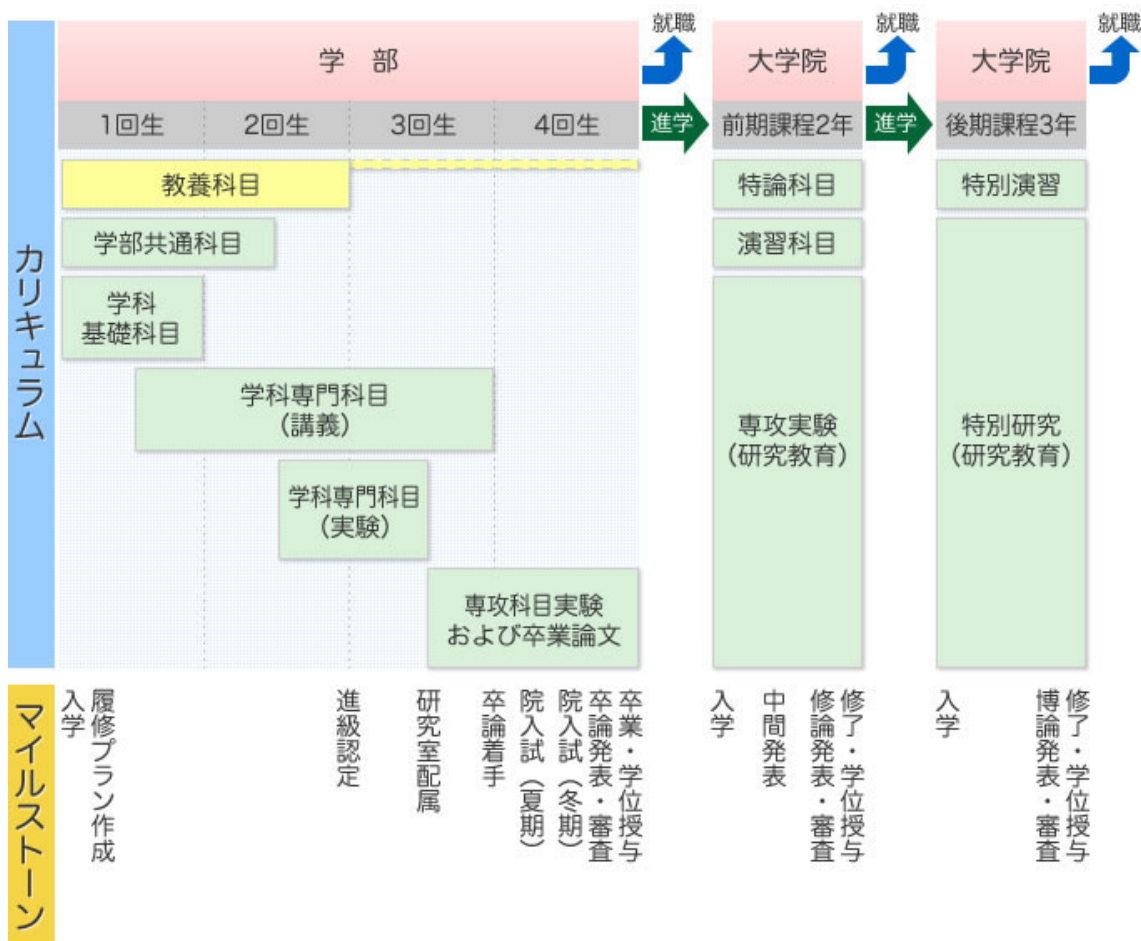 就職
就職
就職
学 部
大学院
大学院
1回生
2回生
3回生
4回生
進学
前期課程2年
進学
後期課程3年
カリキュラム
教養科目
特論科目
特別演習
学部共通科目
演習科目
学科
基礎科目
学科専門科目
(講義)
専攻実験
(研究教育)
特別研究
(研究教育)
学科専門科目
(実験)
専攻科目実験
および卒業論文
マイルストーン
入学
履修プラン作成
進級認定
研究室配属
卒論着手
院入試(夏期)
院入試(冬期)
卒論発表・審査
卒業・学位授与
入学
中間発表
修論発表・審査
修了・学位授与
入学
博論発表・審査
修了・学位授与